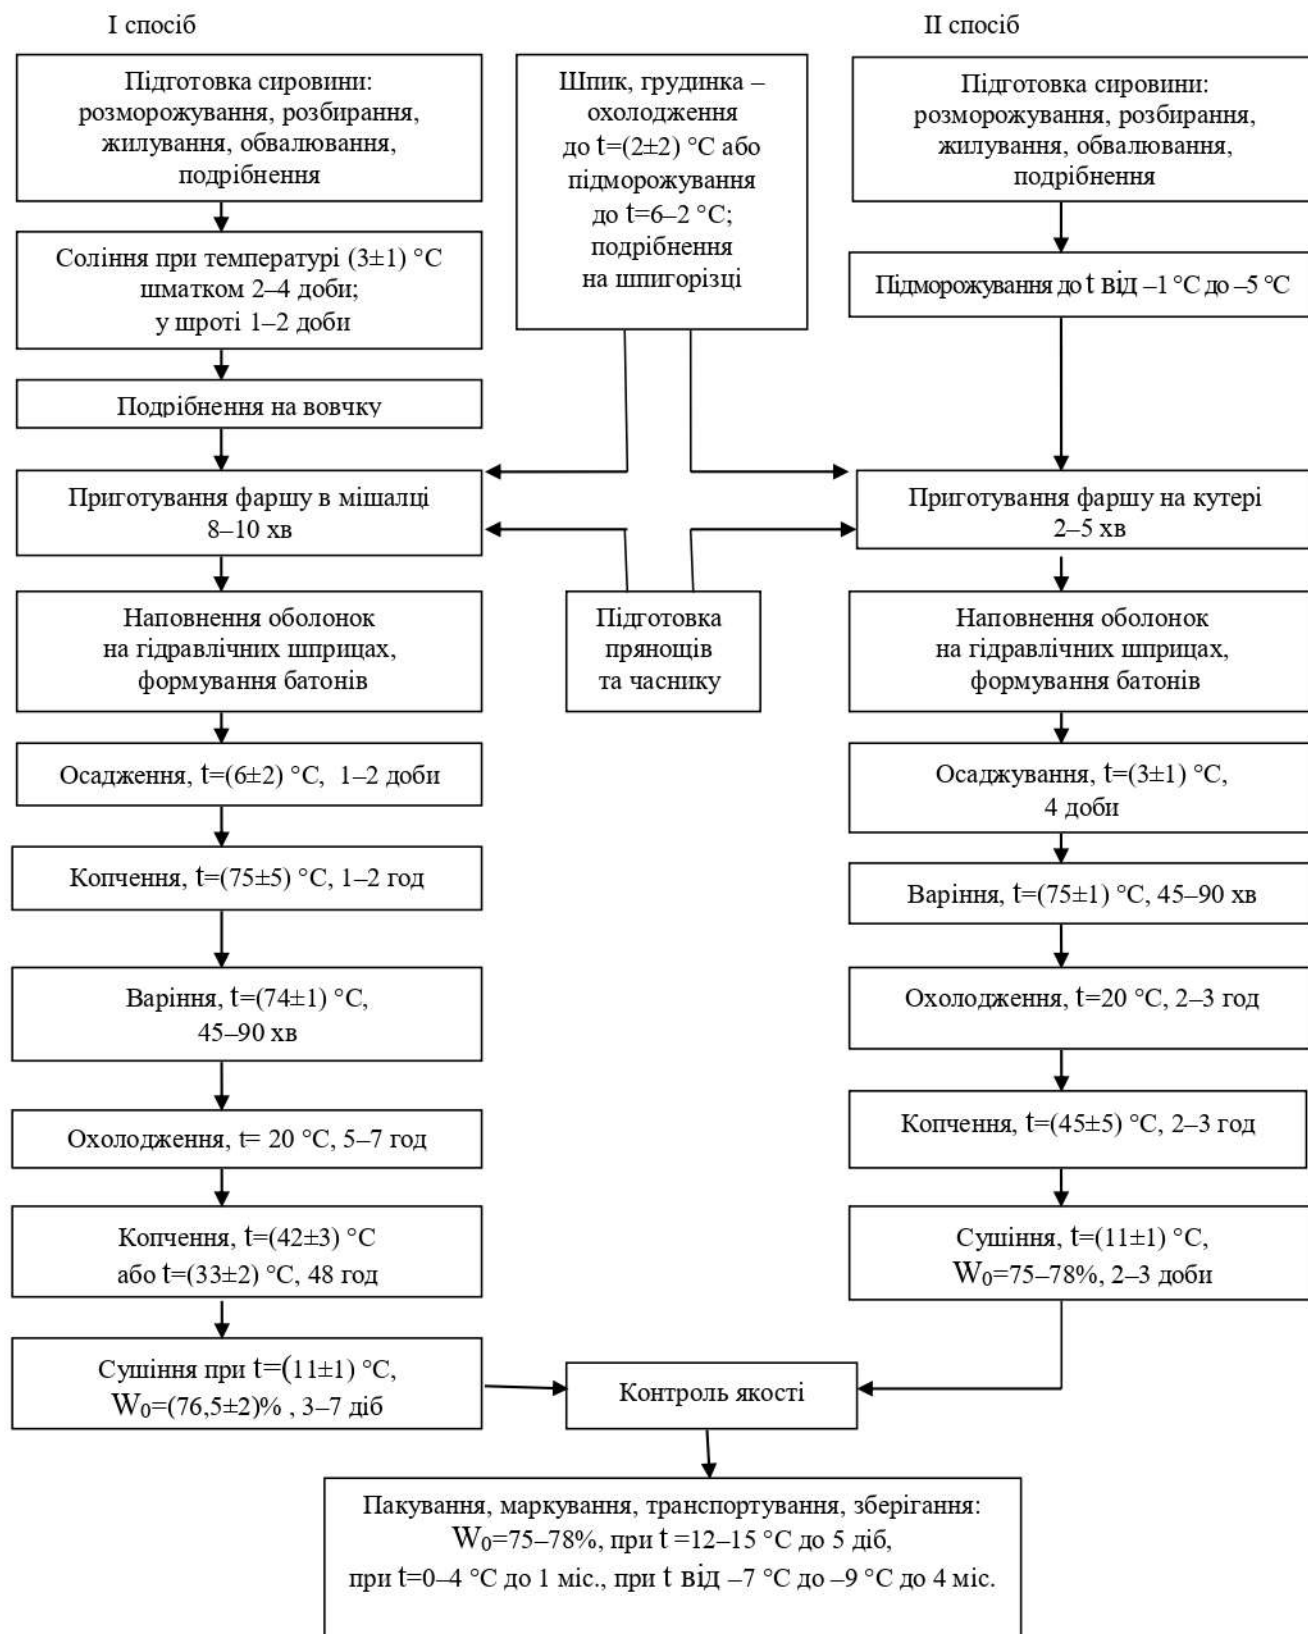 І спосіб
ІІ спосіб
Підготовка сировини:
розморожування, розбирання,
жилування, обвалювання,
подрібнення
Соління при температурі (3±1) °С
шматком 2–4 доби;
у шроті 1–2 доби
Подрібнення на вовчку
Приготування фаршу в мішалці
8–10 хв
Наповнення оболонок
на гідравлічних шприцах,
формування батонів
Осадження, t=(6±2) °С, 1–2 доби
Копчення, t=(75±5) °С, 1–2 год
Варіння, t=(74±1) °С,
45–90 хв
Охолодження, t= 20 °С, 5–7 год
Копчення, t=(42±3) °С
або t=(33±2) °С, 48 год
Сушіння при t=(11±1) °С,
W0=(76,5±2)% , 3–7 діб
Шпик, грудинка –
охолодження
до t=(2±2) °С або
підморожування
до t=6–2 °С;
подрібнення
на шпигорізці
Підготовка
прянощів
та часнику
Підготовка сировини:
розморожування, розбирання,
жилування, обвалювання,
подрібнення
Підморожування до t від –1 °С до –5 °С
Приготування фаршу на кутері
2–5 хв
Наповнення оболонок
на гідравлічних шприцах,
формування батонів
Осаджування, t=(3±1) °С,
4 доби
Варіння, t=(75±1) °С, 45–90 хв
Охолодження, t=20 °С, 2–3 год
Копчення, t=(45±5) °С, 2–3 год
Сушіння, t=(11±1) °С,
W0=75–78%, 2–3 доби
Контроль якості
Пакування, маркування, транспортування, зберігання:
W0=75–78%, при t =12–15 °С до 5 діб,
при t=0–4 °С до 1 міс., при t від –7 °С до –9 °С до 4 міс.